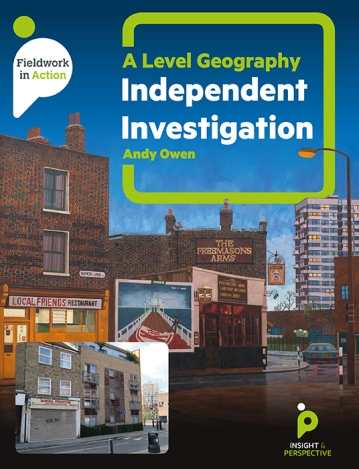 Fieldwork
in Action
A Level Geography
Independent
Investigation
Andy Owen
THE
FREEMASONS
ARMS
LOCAL FRIENDS RESTAURANT
INSIGHT &
PERSPECTIVE